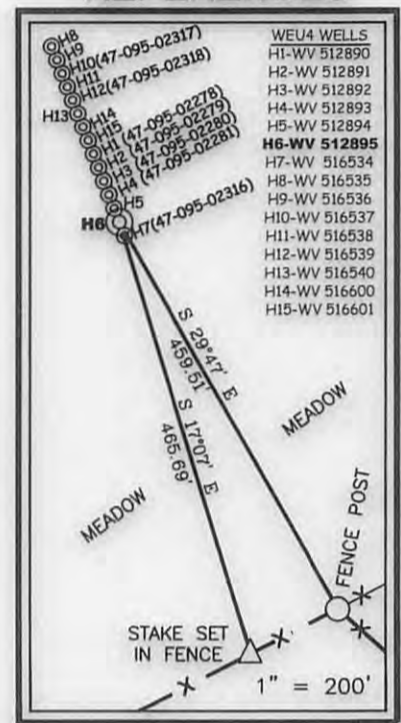 H8
H9
H10(47-095-02317)
H11
H12(47-095-02318)
H13
H14
H15
H1 (47-095-02278)
H2 (47-095-02279)
H3 (47-095-02280)
H4 (47-095-02281)
H5
H6
H7(47-095-02316)
WEU4 WELLS
H1-WV 512890
H2-WV 512891
H3-WV 512892
H4-WV 512893
H5-WV 512894
H6-WV 512895
H7-WV 516534
H8-WV 516535
H9-WV 516536
H10-WV 516537
H11-WV 516538
H12-WV 516539
H13-WV 516540
H14-WV 516600
H15-WV 516601
S 29°47' E
459.51'
S 17°07' E
465.69'
MEADOW
MEADOW
FENCE POST
STAKE SET
IN FENCE
1" = 200'